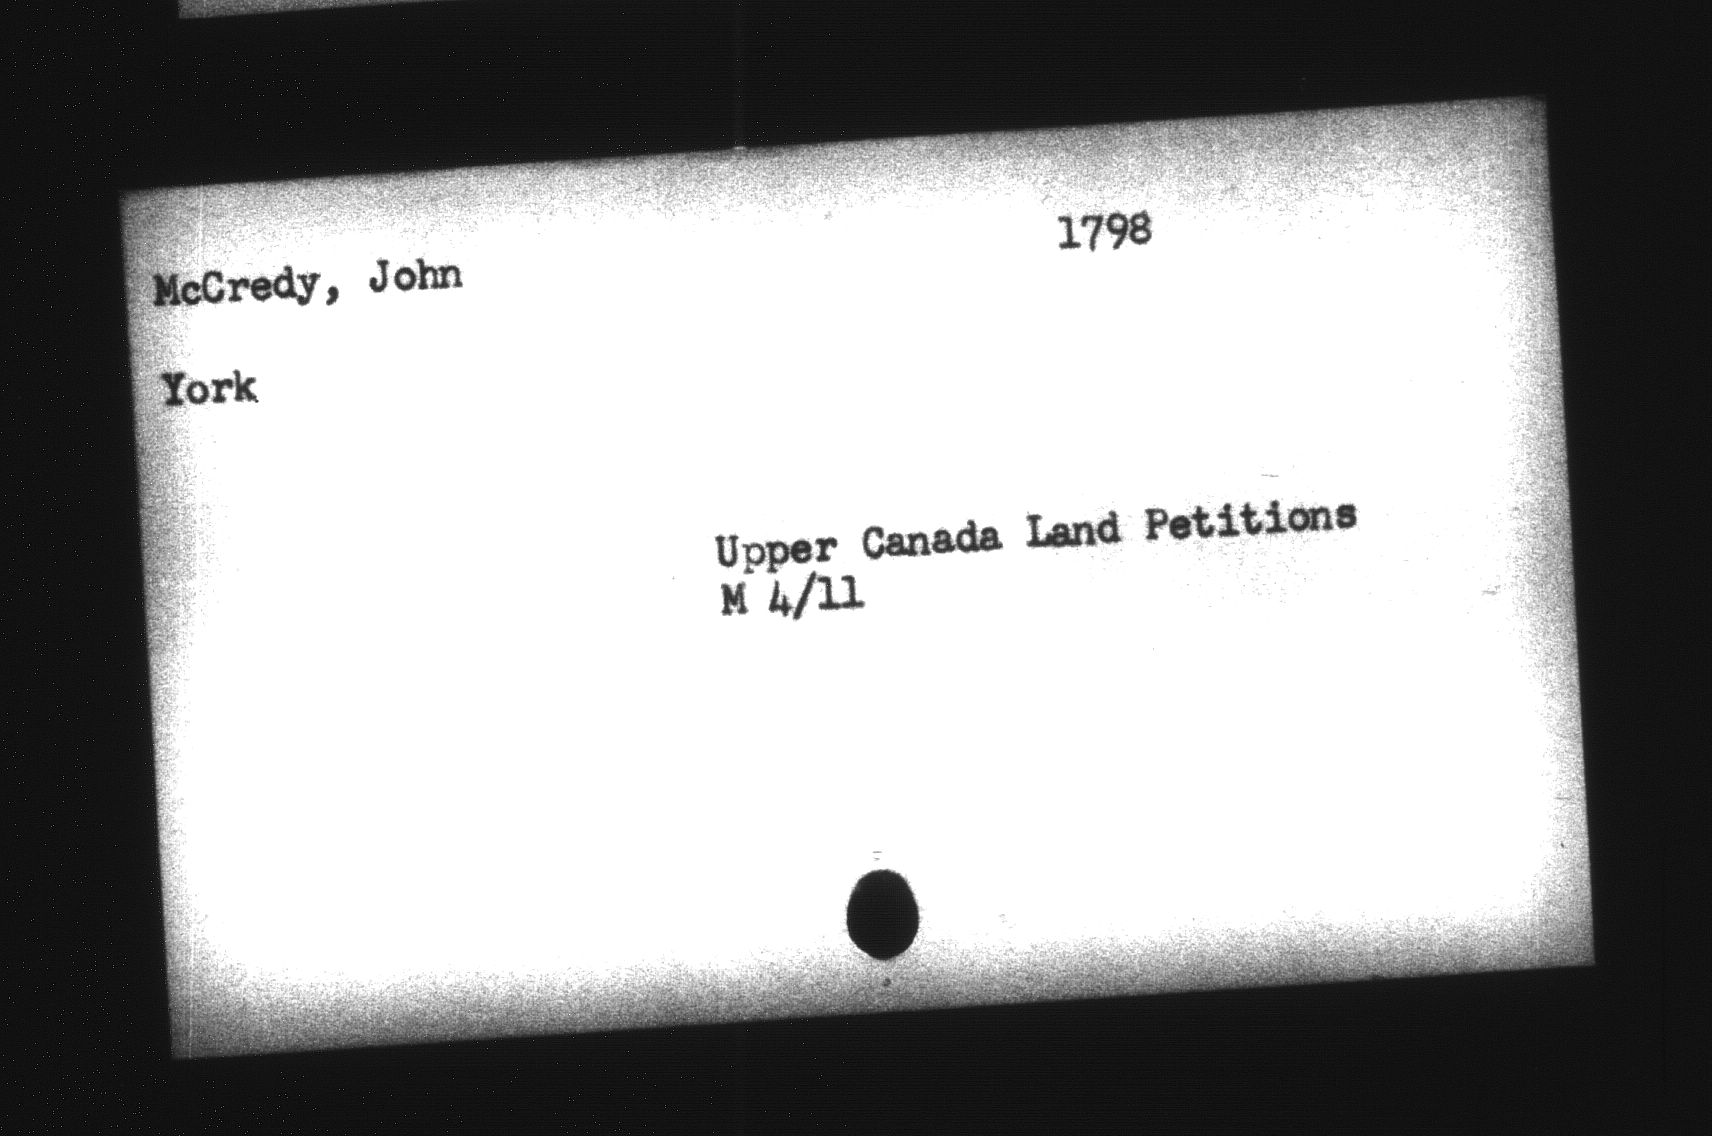 1798
McCredy, John
York
Upper Canada Land Petitions
M 4/11